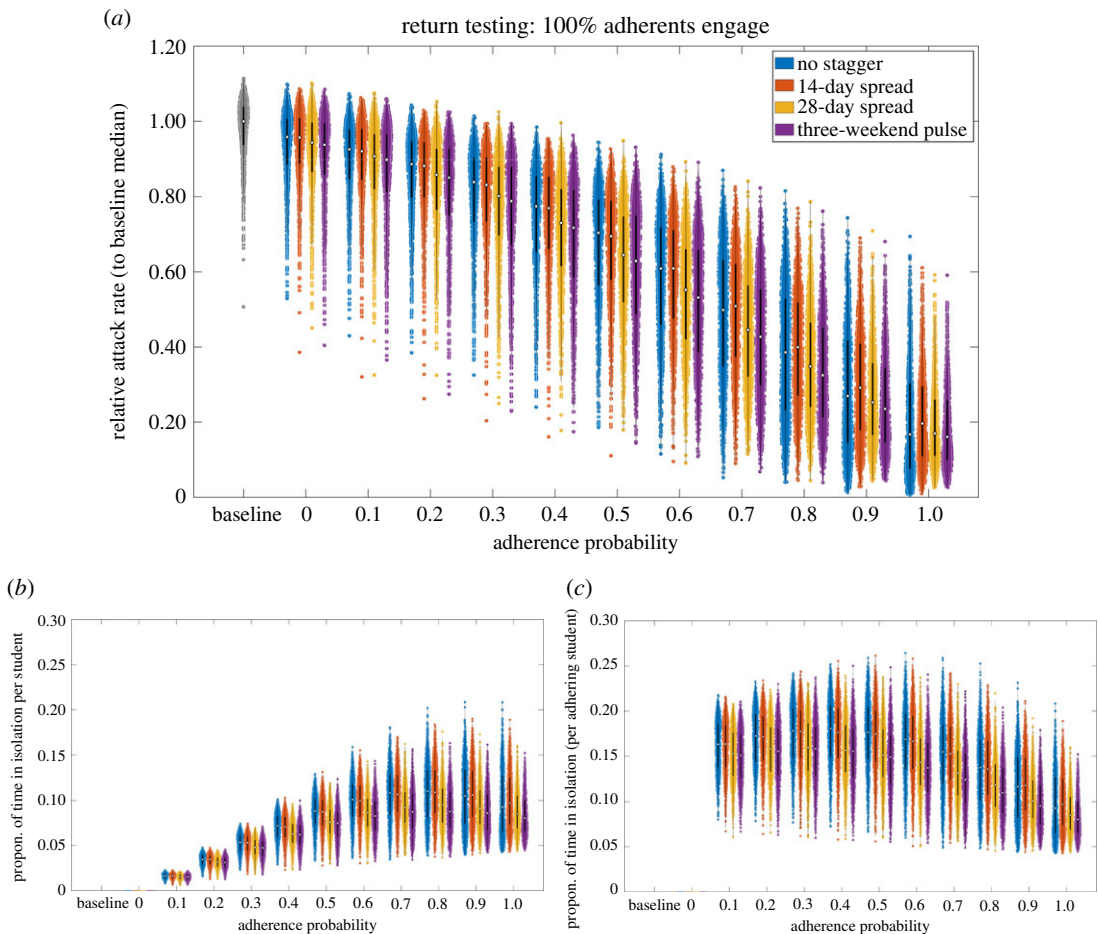 (a)
return testing: 100% adherents engage
1.20
1.00
0.80
0.60
0.40
0.20
0
relative attack rate (to baseline median)
no stagger
14-day spread
28-day spread
three-weekend pulse
baseline 0 0.1 0.2 0.3 0.4 0.5 0.6 0.7 0.8 0.9 1.0
adherence probability
(b)
0.30
0.25
0.20
0.15
0.10
0.05
0
propon. of time in isolation per student
baseline 0 0.1 0.2 0.3 0.4 0.5 0.6 0.7 0.8 0.9 1.0
adherence probability
(c)
0.30
0.25
0.20
0.15
0.10
0.05
0
propon. of time in isolation (per adhering student)
baseline 0 0.1 0.2 0.3 0.4 0.5 0.6 0.7 0.8 0.9 1.0
adherence probability